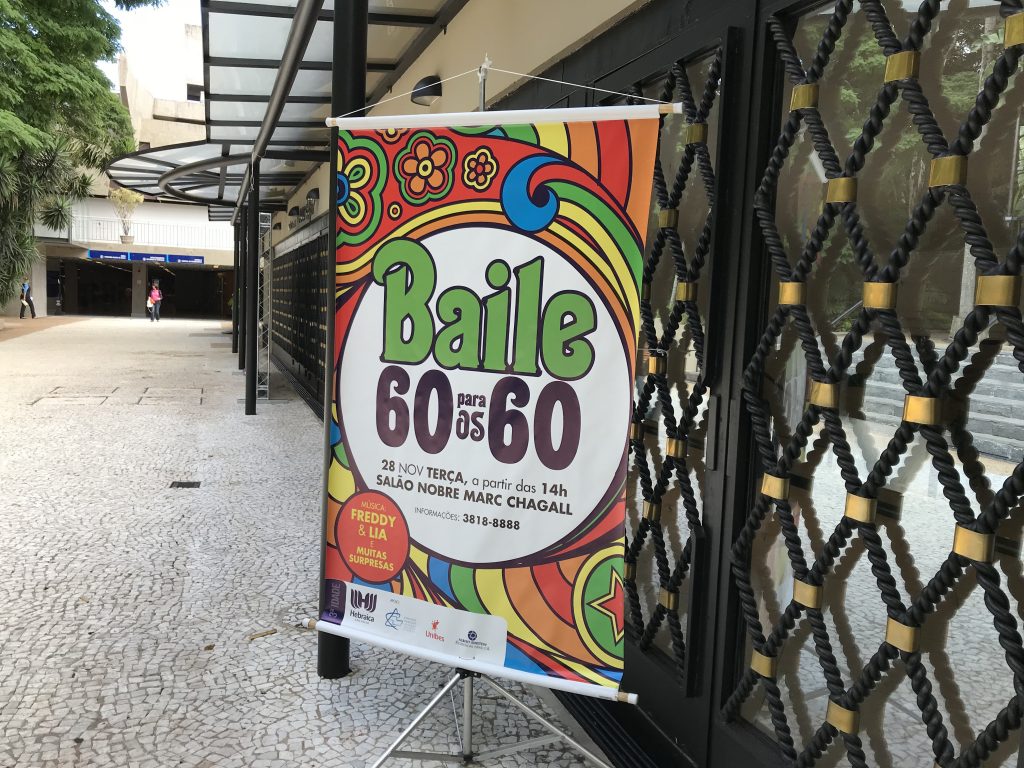 Baile
60 para as 60
28 NOV TERÇA, a partir das 14h
SALÃO NOBRE MARC CHAGALL
INFORMAÇÕES: 3818-8888
MÚSICA:
FREDDY
& LIA
E
MUITAS
SURPRESAS
Hebraica
Unibes